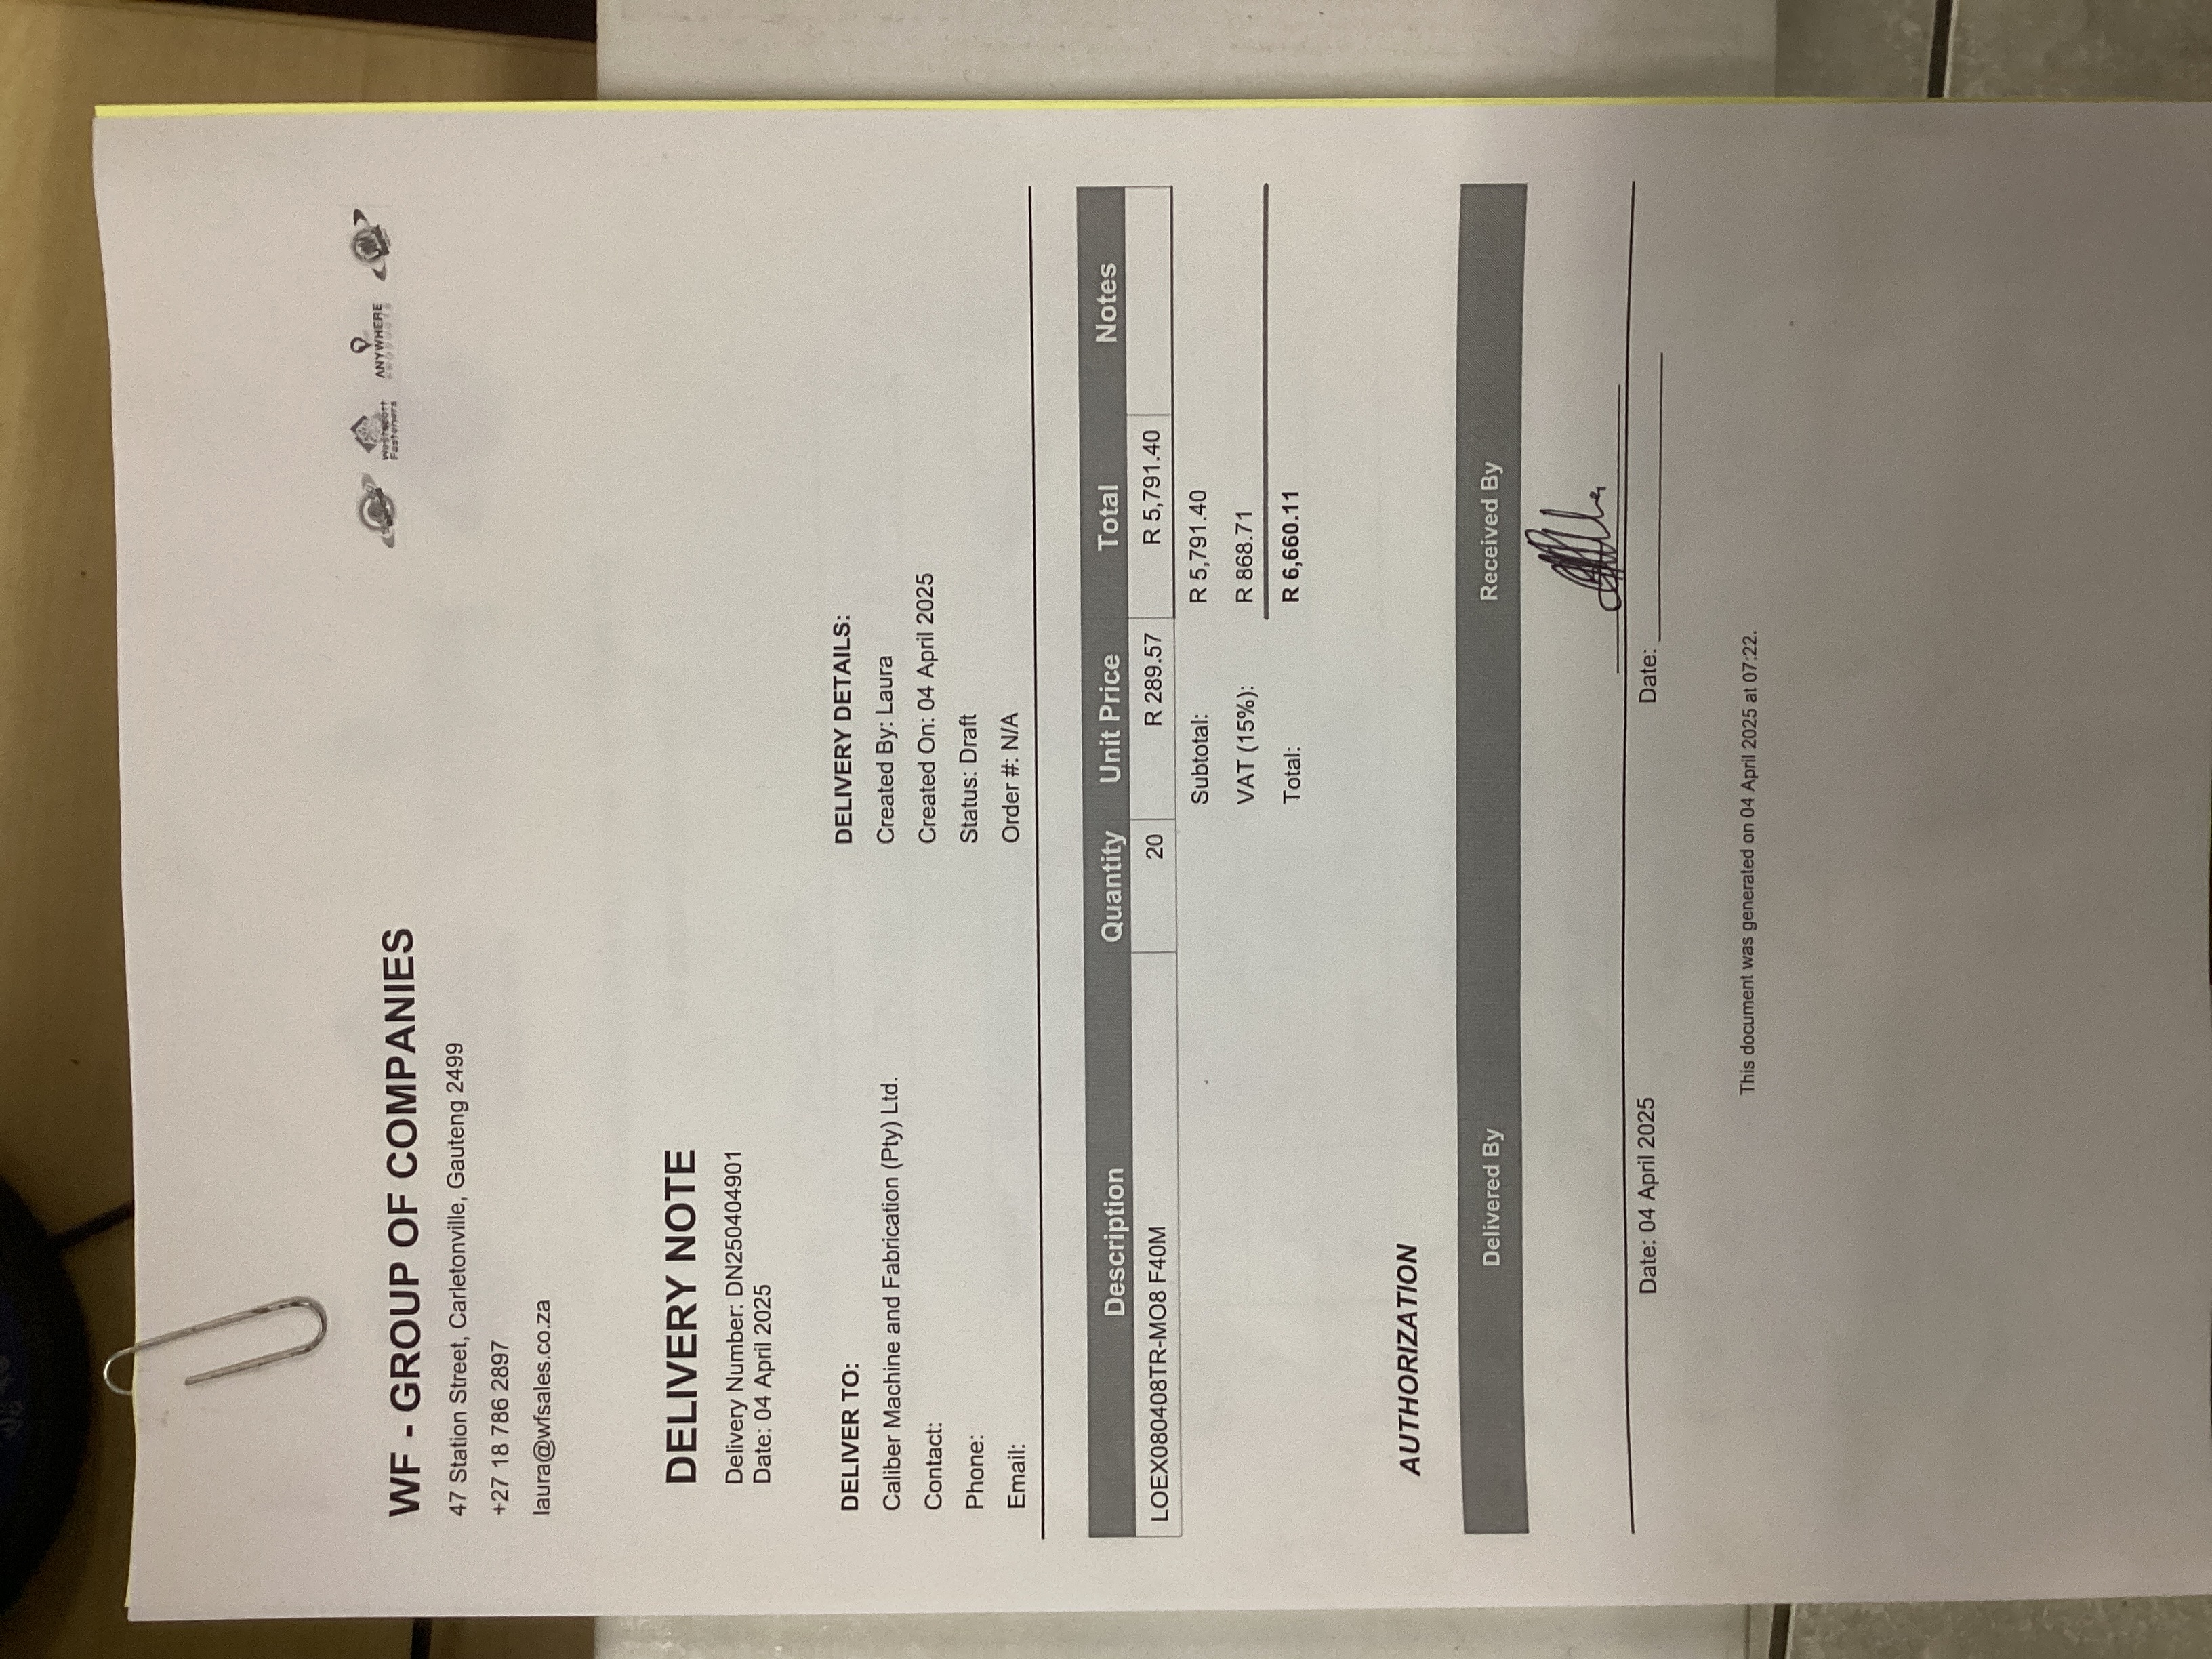 WF - GROUP OF COMPANIES
Westscott
Fasteners
ANYWHERE
PRODUCTS
47 Station Street, Carletonville, Gauteng 2499
+27 18 786 2897
laura@wfsales.co.za
DELIVERY NOTE
Delivery Number: DN250404901
Date: 04 April 2025
DELIVER TO:
Caliber Machine and Fabrication (Pty) Ltd.
Contact:
Phone:
Email:
DELIVERY DETAILS:
Created By: Laura
Created On: 04 April 2025
Status: Draft
Order #: N/A
Description Quantity Unit Price Total Notes
LOEX080408TR-MO8 F40M 20 R 289.57 R 5,791.40
Subtotal: R 5,791.40
VAT (15%): R 868.71
Total: R 6,660.11
AUTHORIZATION
Delivered By Received By
Date: 04 April 2025 Date:
This document was generated on 04 April 2025 at 07:22.